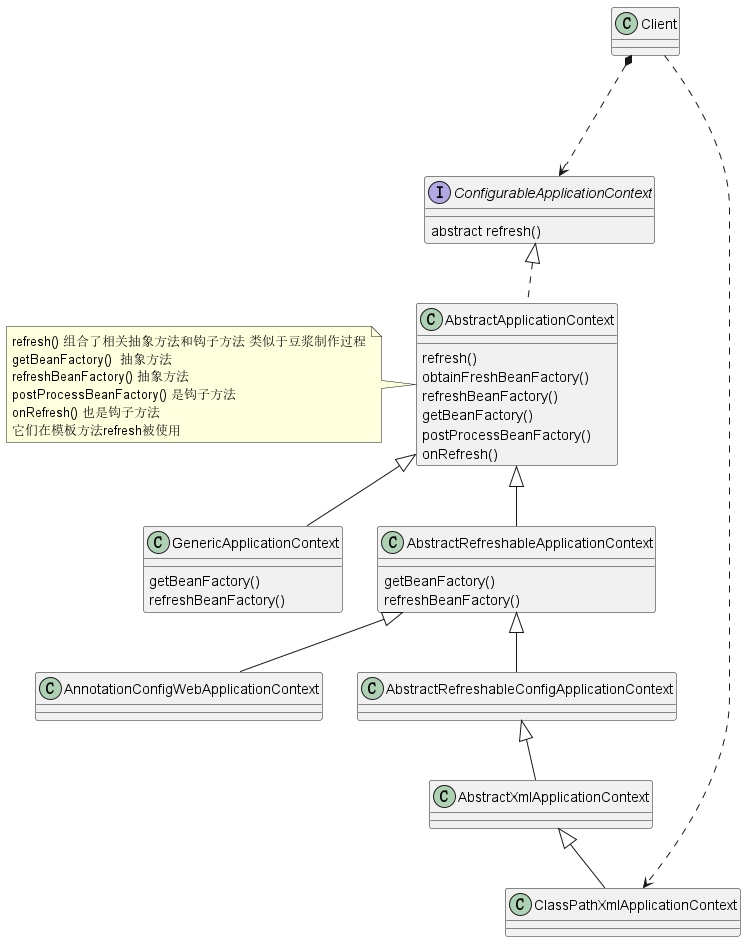 C Client
I ConfigurableApplicationContext
abstract refresh()
C AbstractApplicationContext
refresh()
obtainFreshBeanFactory()
refreshBeanFactory()
getBeanFactory()
postProcessBeanFactory()
onRefresh()
refresh() 组合了相关抽象方法和钩子方法 类似于豆浆制作过程
getBeanFactory()  抽象方法
refreshBeanFactory() 抽象方法
postProcessBeanFactory() 是钩子方法
onRefresh() 也是钩子方法
它们在模板方法refresh被使用
C GenericApplicationContext
getBeanFactory()
refreshBeanFactory()
C AbstractRefreshableApplicationContext
getBeanFactory()
refreshBeanFactory()
C AnnotationConfigWebApplicationContext
C AbstractRefreshableConfigApplicationContext
C AbstractXmlApplicationContext
C ClassPathXmlApplicationContext